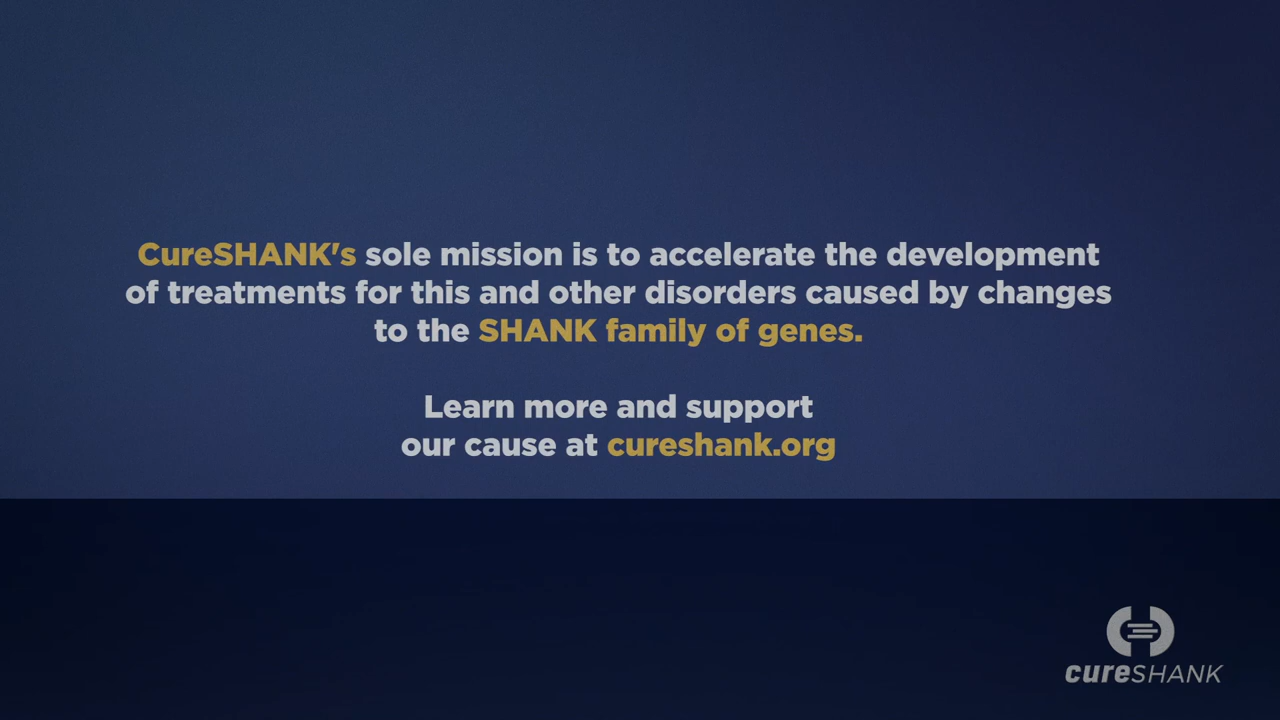 CureSHANK's sole mission is to accelerate the development
of treatments for this and other disorders caused by changes
to the SHANK family of genes.
Learn more and support
our cause at cureshank.org
cureSHANK